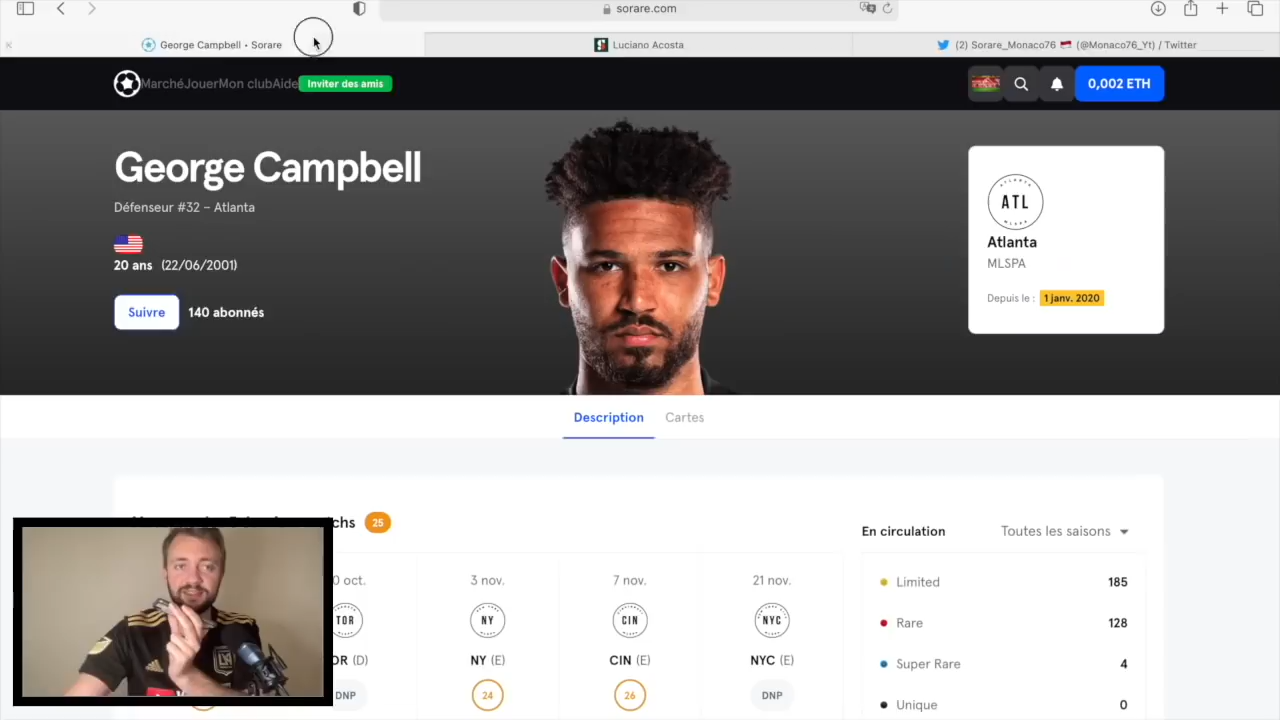 sorare.com
George Campbell • Sorare
Luciano Acosta
(2) Sorare_Monaco76 🇲🇨 (@Monaco76_Yt) / Twitter
Marché Jouer Mon club Aide Inviter des amis
0,002 ETH
George Campbell
Défenseur #32 – Atlanta
20 ans (22/06/2001)
Suivre
140 abonnés
ATL
Atlanta
MLSPA
Depuis le : 1 janv. 2020
Description
Cartes
chs 25
En circulation
Toutes les saisons
oct.
3 nov.
7 nov.
21 nov.
TOR
NY
CIN
NYC
OR (D)
NY (E)
CIN (E)
NYC (E)
DNP
24
26
DNP
Limited 185
Rare 128
Super Rare 4
Unique 0